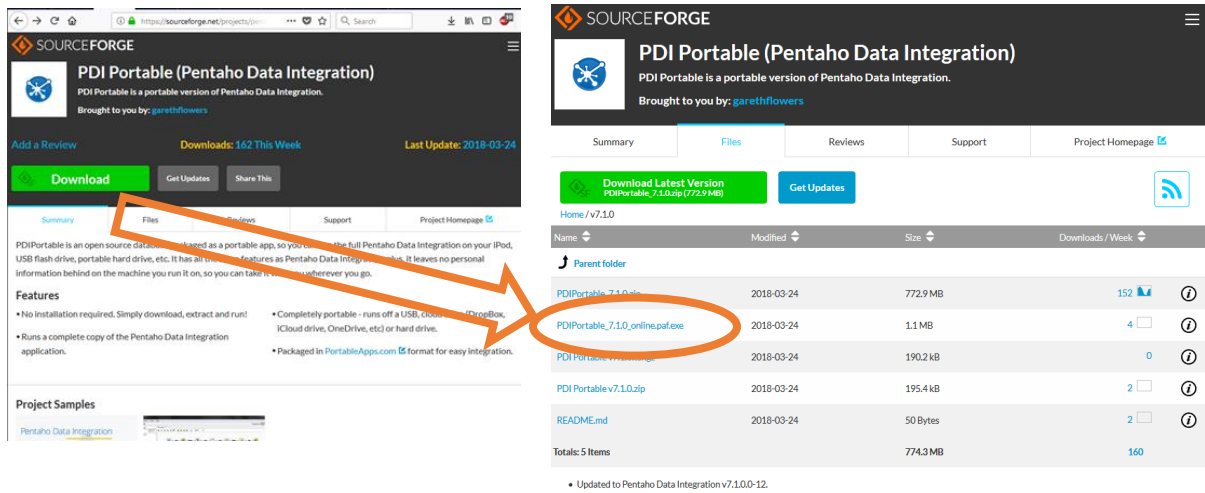 https://sourceforge.net/projects/pen
Search
SOURCEFORGE
PDI Portable (Pentaho Data Integration)
PDI Portable is a portable version of Pentaho Data Integration.
Brought to you by: garethflowers
Add a Review
Downloads: 162 This Week
Last Update: 2018-03-24
Download
Get Updates
Share This
Summary Files Reviews Support Project Homepage
PDIPortable is an open source packaged as a portable app, so you the full Pentaho Data Integration on your iPod,
USB flash drive, portable hard drive, etc. It has all features as Pentaho Data it leaves no personal
information behind on the machine you run it on, so you can take it wherever you go.
Features
• No installation required. Simply download, extract and run!
• Runs a complete copy of the Pentaho Data Integration
application.
• Completely portable - runs off a USB, (DropBox,
iCloud drive, OneDrive, etc) or hard drive.
• Packaged in PortableApps.com format for easy integration.
Project Samples
Pentaho Data Integration
SOURCEFORGE
PDI Portable (Pentaho Data Integration)
PDI Portable is a portable version of Pentaho Data Integration.
Brought to you by: garethflowers
Summary Files Reviews Support Project Homepage
Download Latest Version
PDIPortable_7.1.0.zip (772.9 MB)
Get Updates
Home / v7.1.0
Name Modified Size Downloads / Week
Parent folder
PDIPortable_7.1.0.zip 2018-03-24 772.9 MB 152
PDIPortable_7.1.0_online.paf.exe 2018-03-24 1.1 MB 4
PDI Portable 2018-03-24 190.2 kB 0
PDI Portable v7.1.0.zip 2018-03-24 195.4 kB 2
README.md 2018-03-24 50 Bytes 2
Totals: 5 Items 774.3 MB 160
• Updated to Pentaho Data Integration v7.1.0.0-12.